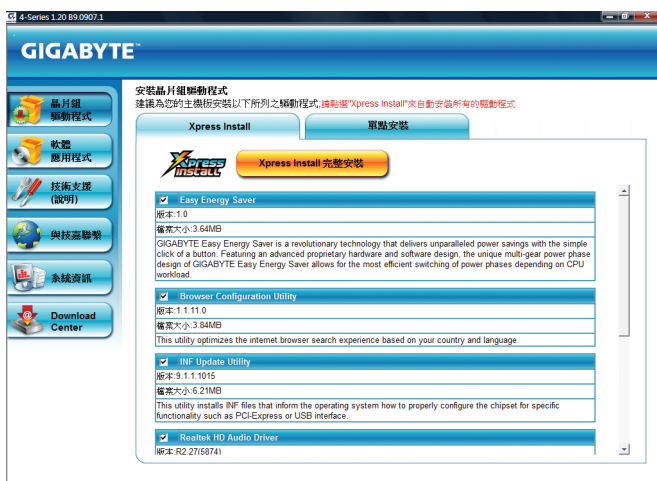 4-Series 1.20 B9.0907.1
GIGABYTE™
晶片組
驅動程式
軟體
應用程式
技術支援
(說明)
與技嘉聯繫
系統資訊
Download
Center
安裝晶片組驅動程式
建議為您的主機板安裝以下所列之驅動程式;請點選"Xpress Install"來自動安裝所有的驅動程式
Xpress Install
單點安裝
Xpress
Install
Xpress Install 完整安裝
Easy Energy Saver
版本:1.0
檔案大小:3.64MB
GIGABYTE Easy Energy Saver is a revolutionary technology that delivers unparalleled power savings with the simple
click of a button. Featuring an advanced proprietary hardware and software design, the unique multi-gear power phase
design of GIGABYTE Easy Energy Saver allows for the most efficient switching of power phases depending on CPU
workload.
Browser Configuration Utility
版本:1.1.11.0
檔案大小:3.84MB
This utility optimizes the internet browser search experience based on your country and language.
INF Update Utility
版本:9.1.1.1015
檔案大小:6.21MB
This utility installs INF files that inform the operating system how to properly configure the chipset for specific
functionality such as PCI-Express or USB interface.
Realtek HD Audio Driver
版本:R2.27(5874)